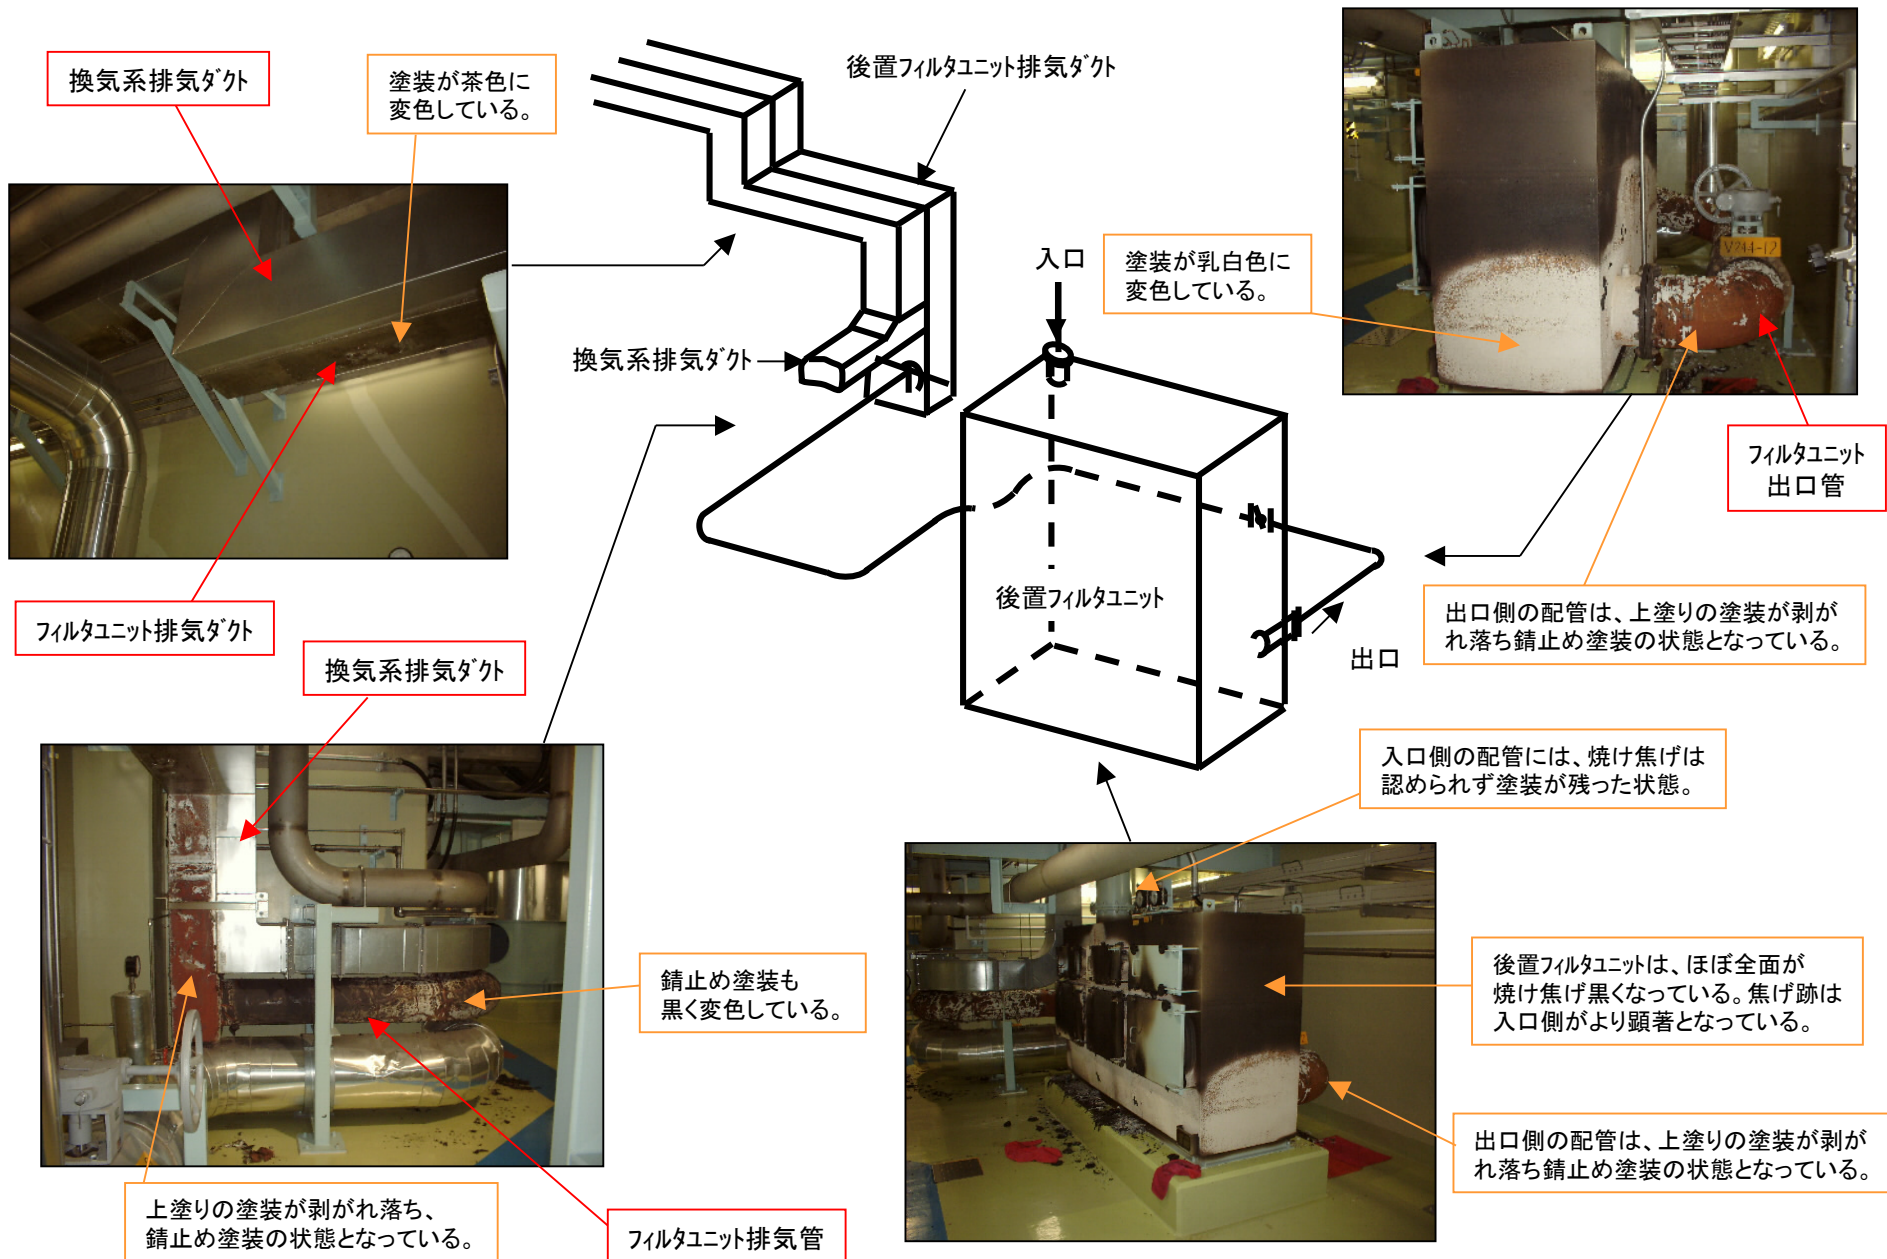 換気系排気ダクト
塗装が茶色に
変色している。
後置フィルタユニット排気ダクト
入口
塗装が乳白色に
変色している。
V244-12
換気系排気ダクト
フィルタユニット
出口管
後置フィルタユニット
出口側の配管は、上塗りの塗装が剥が
れ落ち錆止め塗装の状態となっている。
フィルタユニット排気ダクト
出口
換気系排気ダクト
入口側の配管には、焼け焦げは
認められず塗装が残った状態。
錆止め塗装も
黒く変色している。
後置フィルタユニットは、ほぼ全面が
焼け焦げ黒くなっている。焦げ跡は
入口側がより顕著となっている。
出口側の配管は、上塗りの塗装が剥が
れ落ち錆止め塗装の状態となっている。
上塗りの塗装が剥がれ落ち、
錆止め塗装の状態となっている。
フィルタユニット排気管